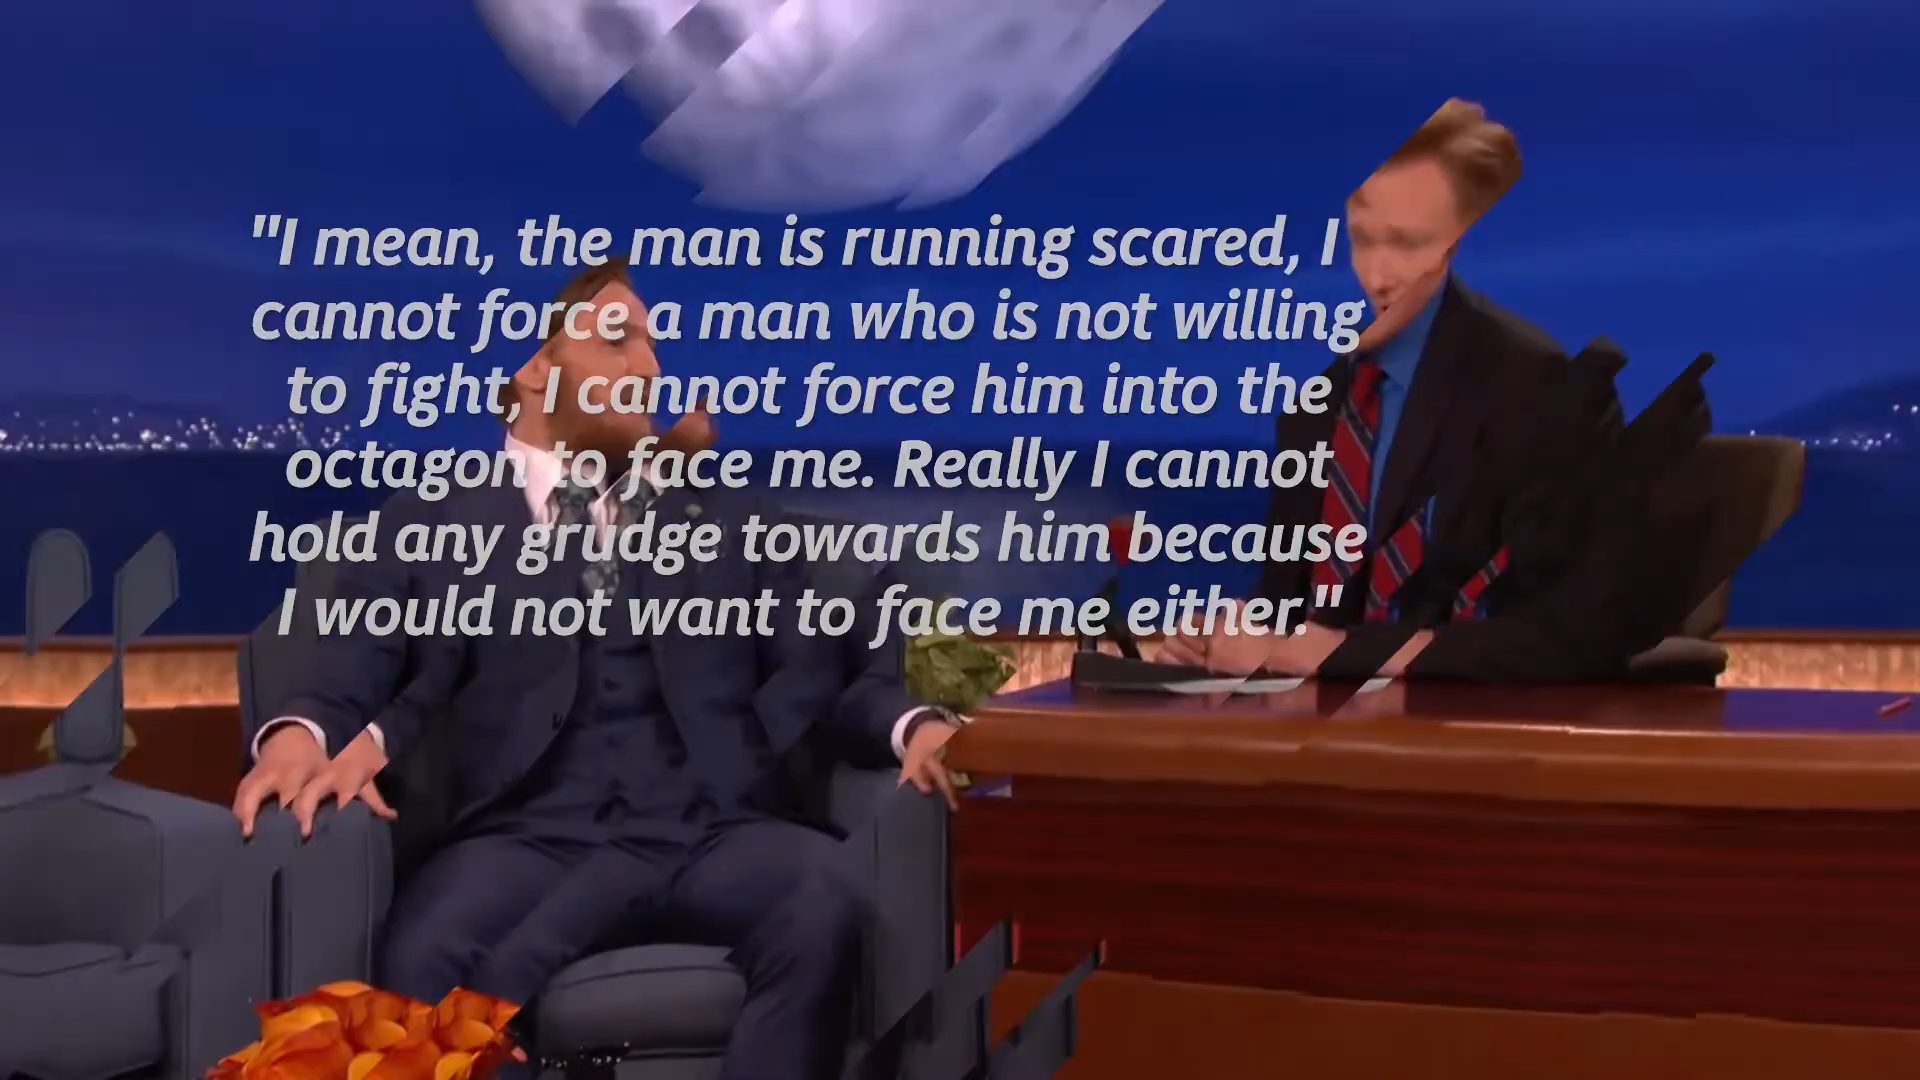 "I mean, the man is running scared, I
cannot force a man who is not willing
to fight, I cannot force him into the
octagon to face me. Really I cannot
hold any grudge towards him because
I would not want to face me either."